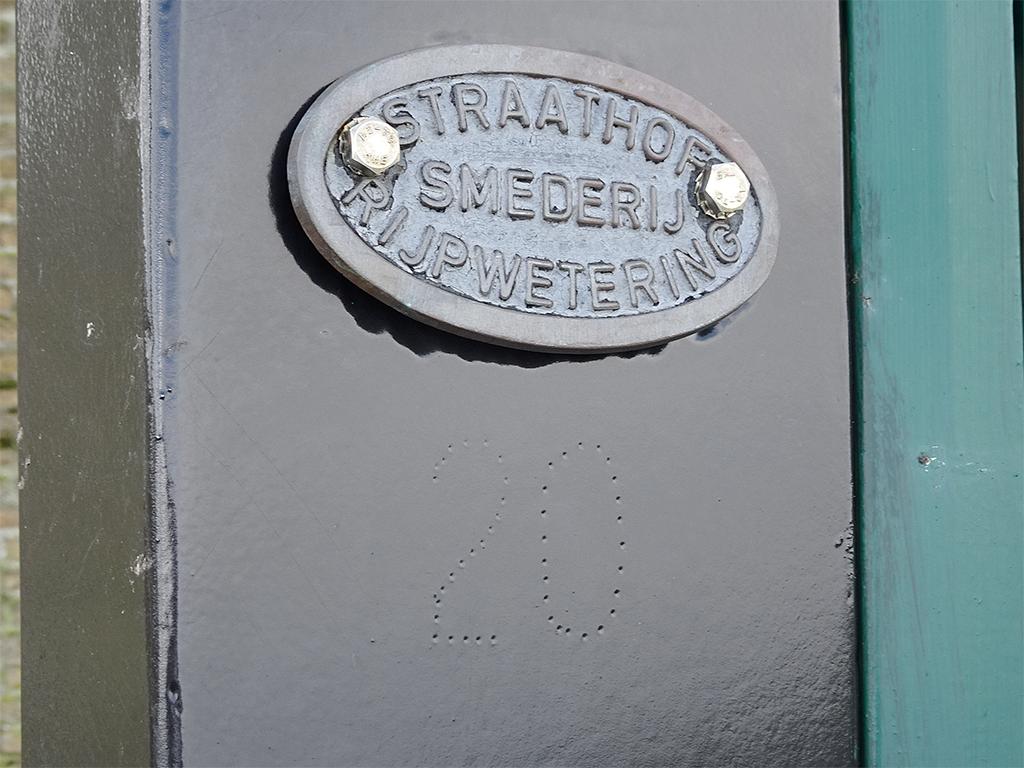 STRAATHOF
SMEDERIJ
RIJPWETERING
20